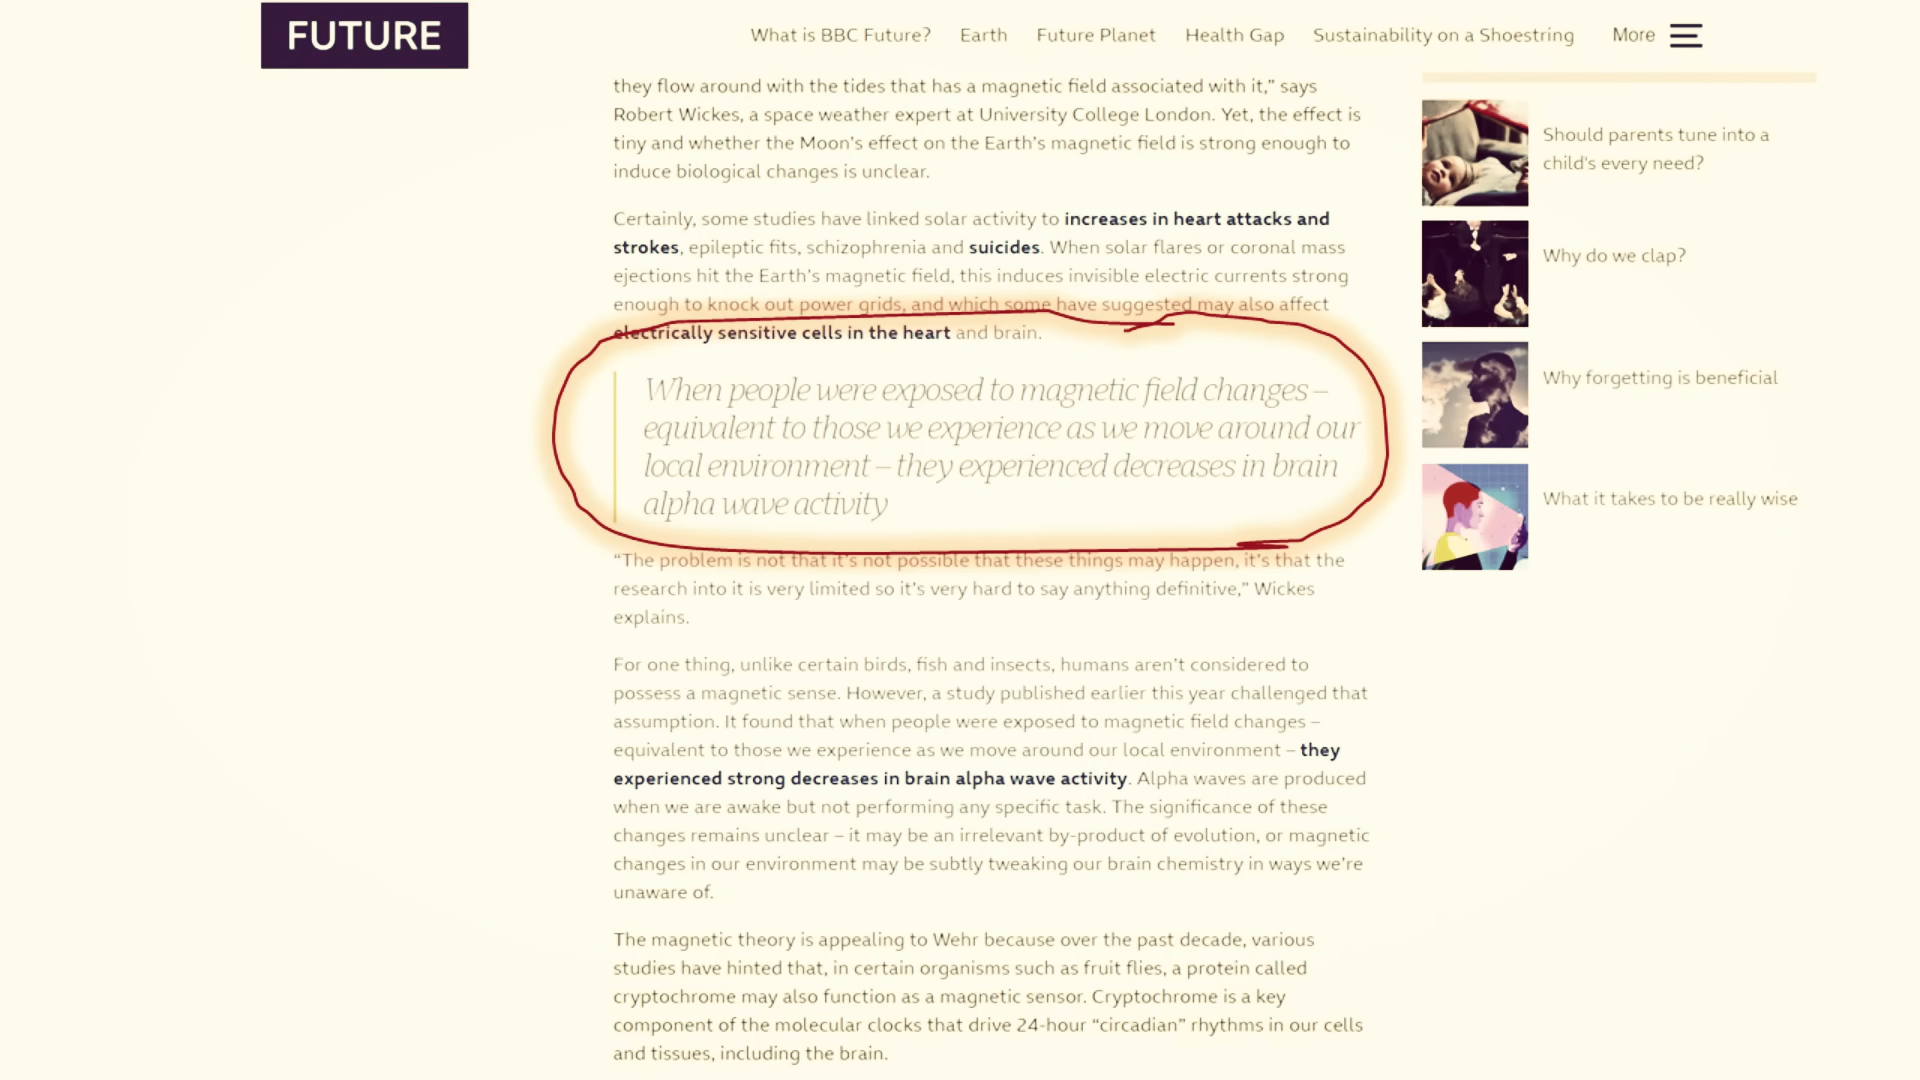 FUTURE
What is BBC Future?
Earth
Future Planet
Health Gap
Sustainability on a Shoestring
More
they flow around with the tides that has a magnetic field associated with it,” says
Robert Wickes, a space weather expert at University College London. Yet, the effect is
tiny and whether the Moon’s effect on the Earth’s magnetic field is strong enough to
induce biological changes is unclear.
Certainly, some studies have linked solar activity to increases in heart attacks and
strokes, epileptic fits, schizophrenia and suicides. When solar flares or coronal mass
ejections hit the Earth’s magnetic field, this induces invisible electric currents strong
enough to knock out power grids, and which some have suggested may also affect
electrically sensitive cells in the heart and brain.
When people were exposed to magnetic field changes –
equivalent to those we experience as we move around our
local environment – they experienced decreases in brain
alpha wave activity
“The problem is not that it’s not possible that these things may happen, it’s that the
research into it is very limited so it’s very hard to say anything definitive,” Wickes
explains.
For one thing, unlike certain birds, fish and insects, humans aren’t considered to
possess a magnetic sense. However, a study published earlier this year challenged that
assumption. It found that when people were exposed to magnetic field changes –
equivalent to those we experience as we move around our local environment – they
experienced strong decreases in brain alpha wave activity. Alpha waves are produced
when we are awake but not performing any specific task. The significance of these
changes remains unclear – it may be an irrelevant by-product of evolution, or magnetic
changes in our environment may be subtly tweaking our brain chemistry in ways we’re
unaware of.
The magnetic theory is appealing to Wehr because over the past decade, various
studies have hinted that, in certain organisms such as fruit flies, a protein called
cryptochrome may also function as a magnetic sensor. Cryptochrome is a key
component of the molecular clocks that drive 24-hour “circadian” rhythms in our cells
and tissues, including the brain.
Should parents tune into a
child's every need?
Why do we clap?
Why forgetting is beneficial
What it takes to be really wise